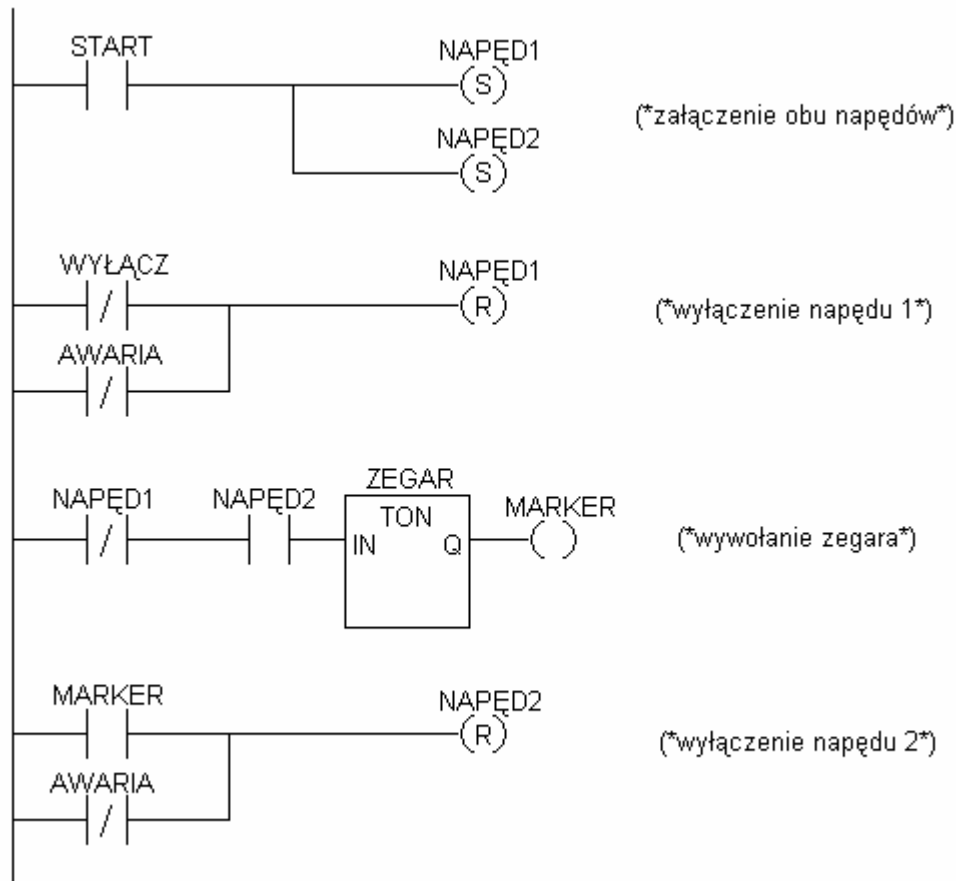 START
NAPĘD1
(S)
(*załączenie obu napędów*)
NAPĘD2
(S)
WYŁĄCZ
NAPĘD1
/
(R)
(*wyłączenie napędu 1*)
AWARIA
/
ZEGAR
NAPĘD1
NAPĘD2
TON
MARKER
/
IN
Q
( )
(*wywołanie zegara*)
MARKER
NAPĘD2
(R)
(*wyłączenie napędu 2*)
AWARIA
/